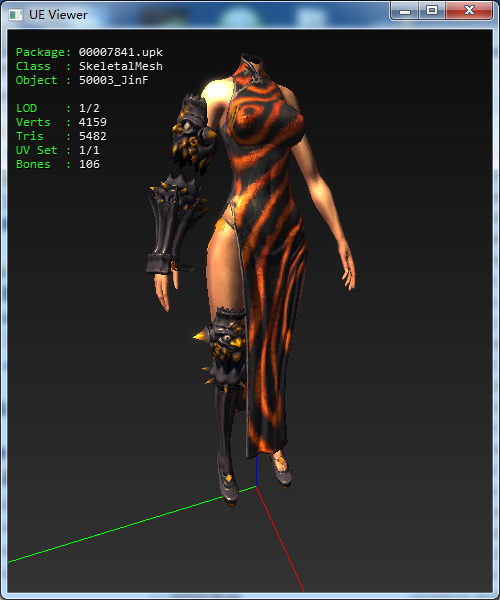 UE Viewer
Package: 00007841.upk
Class : SkeletalMesh
Object : 50003_JinF
LOD : 1/2
Verts : 4159
Tris : 5482
UV Set : 1/1
Bones : 106